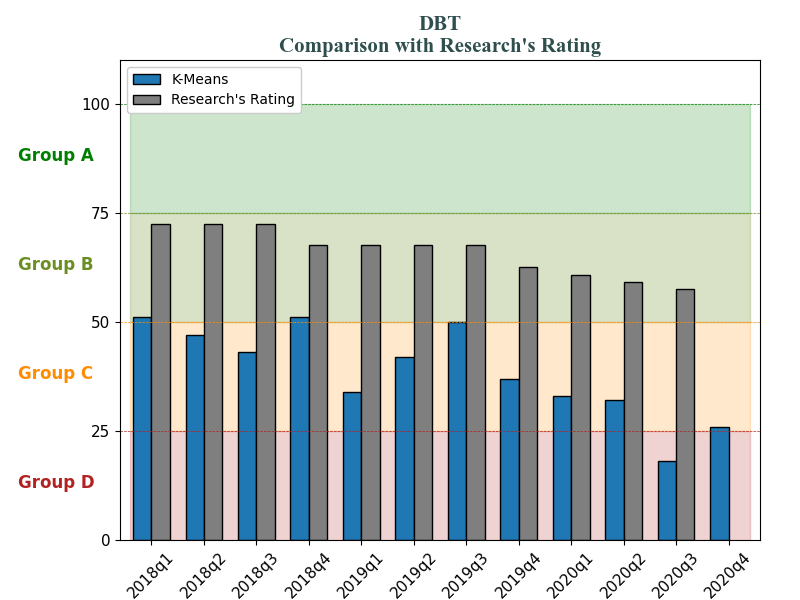 DBT
Comparison with Research's Rating
K-Means
Research's Rating
100
Group A
75
Group B
50
Group C
25
Group D
0
2018q1
2018q2
2018q3
2018q4
2019q1
2019q2
2019q3
2019q4
2020q1
2020q2
2020q3
2020q4